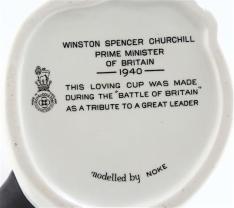 WINSTON SPENCER CHURCHILL
PRIME MINISTER
OF BRITAIN
1940
THIS LOVING CUP WAS MADE
DURING THE "BATTLE OF BRITAIN"
AS A TRIBUTE TO A GREAT LEADER
modelled by NOKE